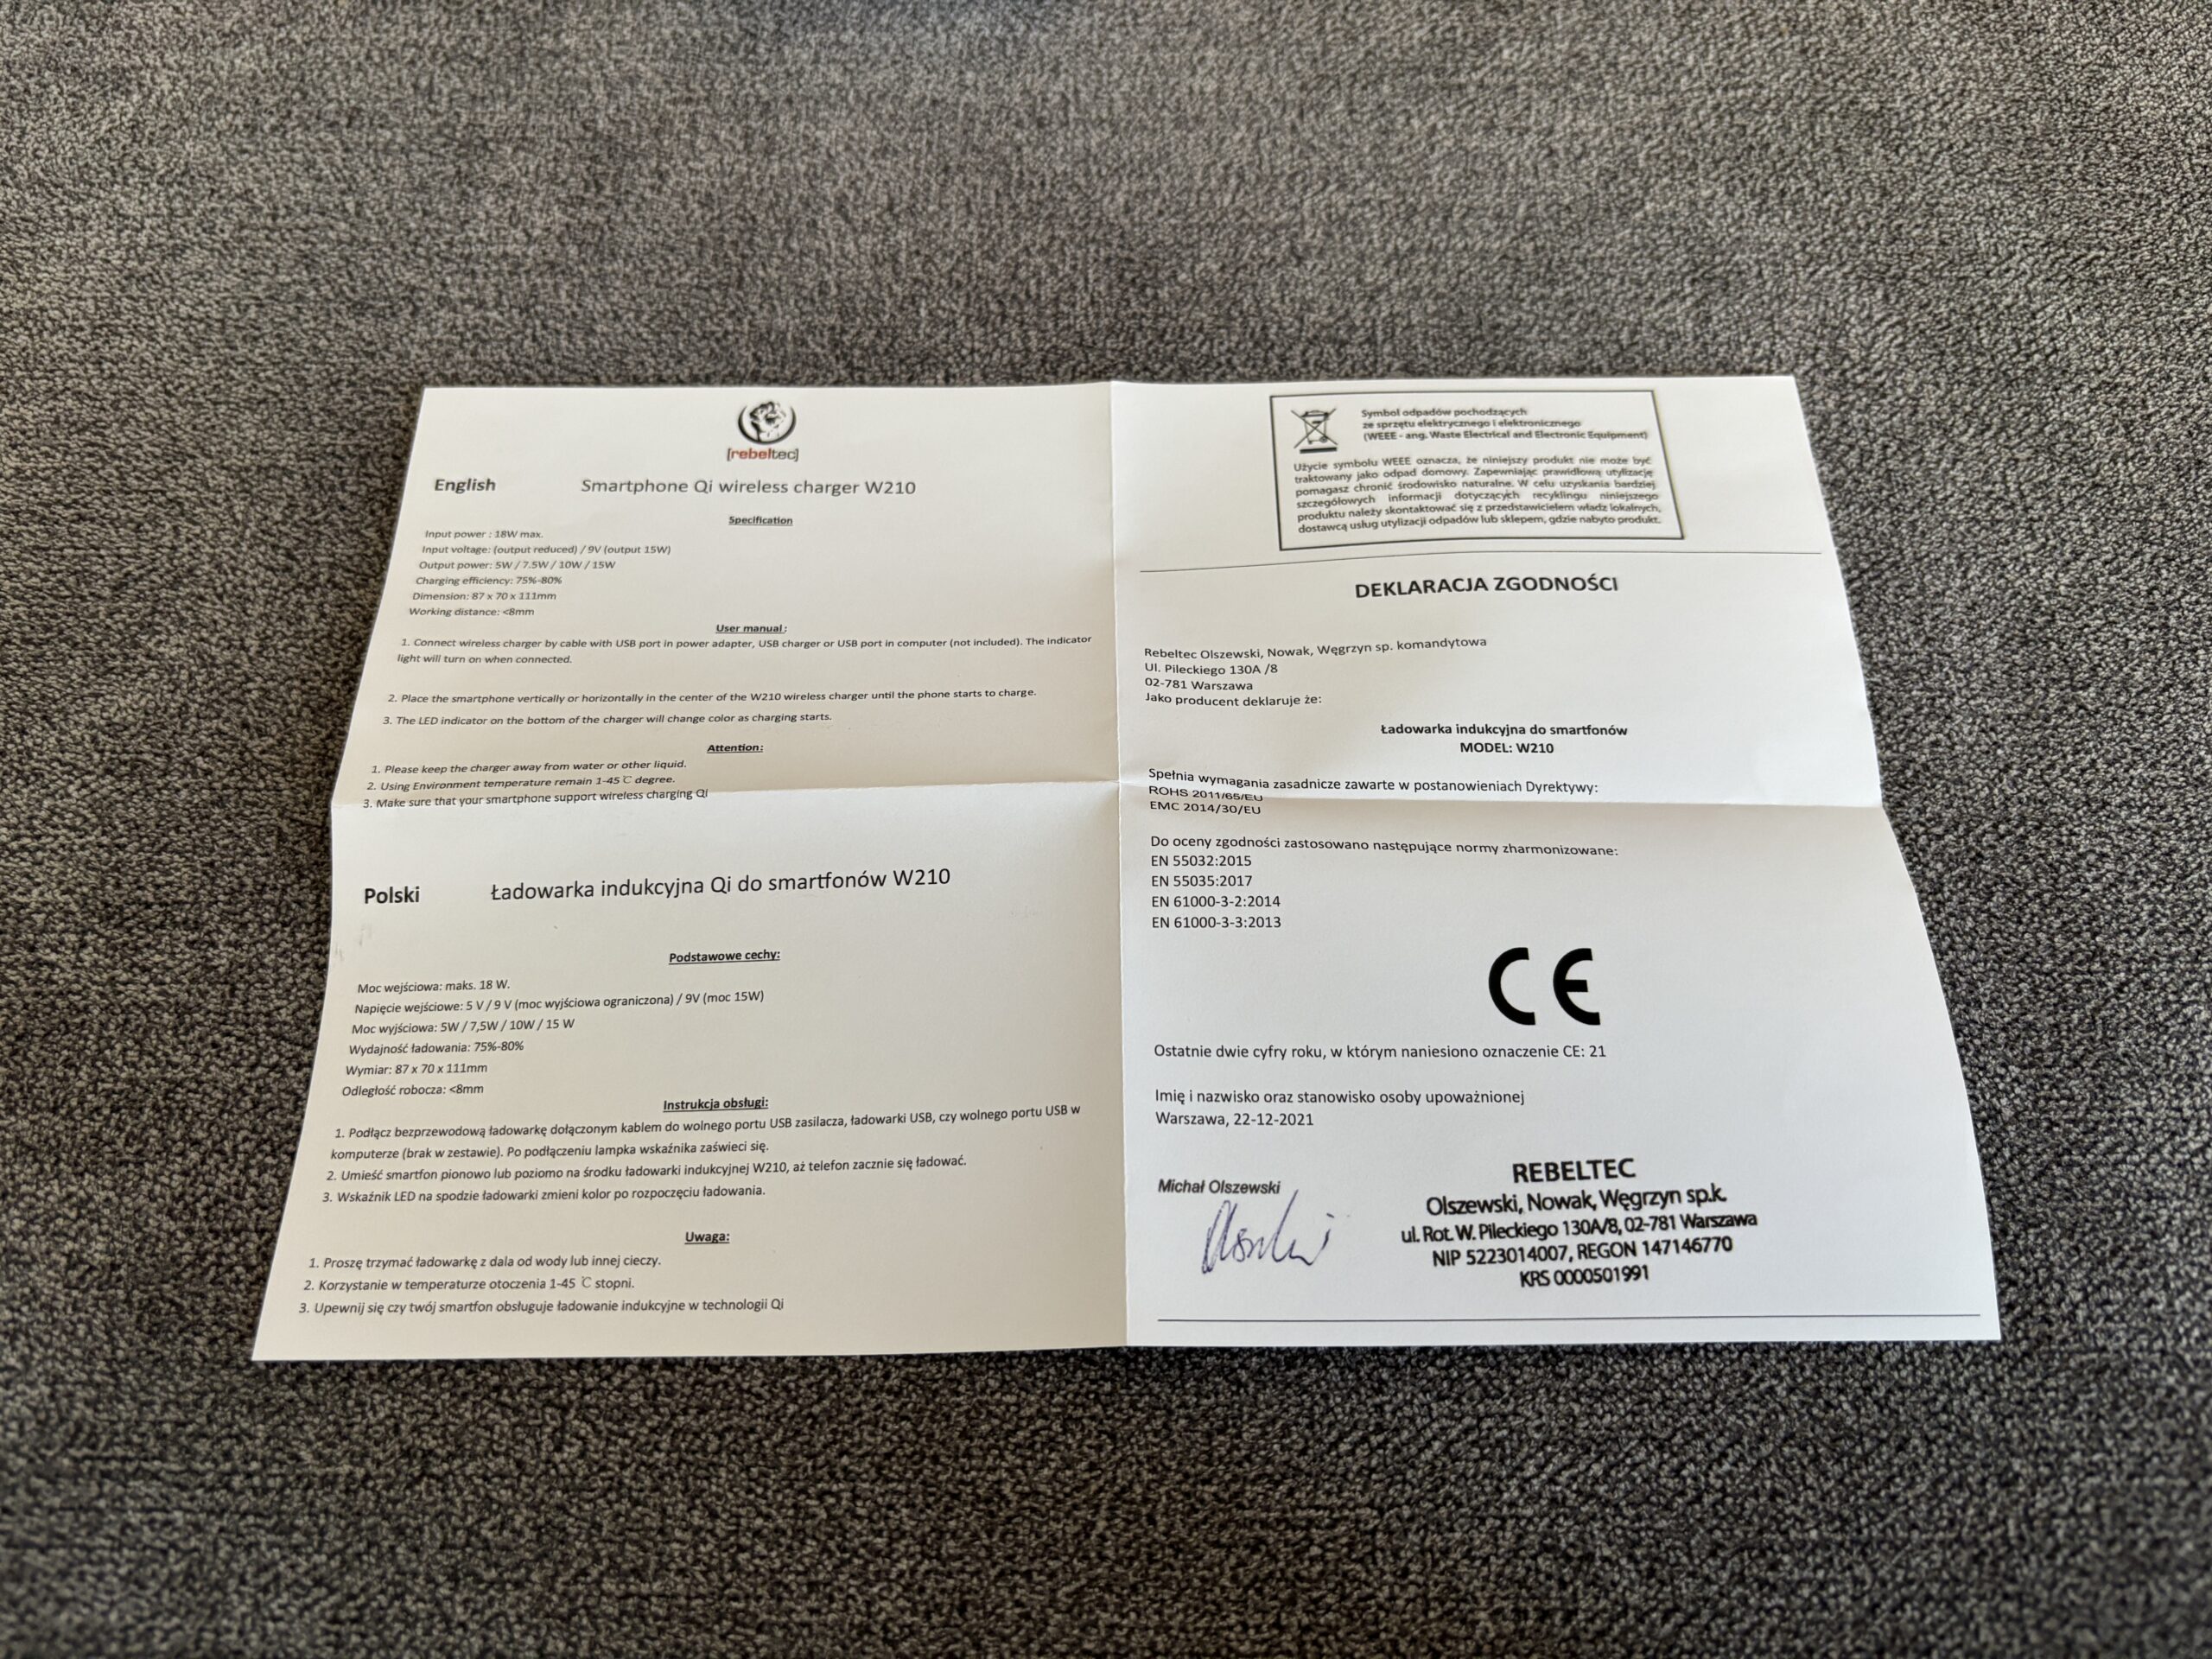 [rebeltec]
English
Smartphone Qi wireless charger W210
Specification
Input power : 18W max.
Input voltage: (output reduced) / 9V (output 15W)
Output power: 5W / 7.5W / 10W / 15W
Charging efficiency: 75%-80%
Dimension: 87 x 70 x 111mm
Working distance: <8mm
User manual :
1. Connect wireless charger by cable with USB port in power adapter, USB charger or USB port in computer (not included). The indicator
light will turn on when connected.
2. Place the smartphone vertically or horizontally in the center of the W210 wireless charger until the phone starts to charge.
3. The LED indicator on the bottom of the charger will change color as charging starts.
Attention:
1. Please keep the charger away from water or other liquid.
2. Using Environment temperature remain 1-45 ℃ degree.
3. Make sure that your smartphone support wireless charging Qi
Polski
Ładowarka indukcyjna Qi do smartfonów W210
Podstawowe cechy:
Moc wejściowa: maks. 18 W.
Napięcie wejściowe: 5 V / 9 V (moc wyjściowa ograniczona) / 9V (moc 15W)
Moc wyjściowa: 5W / 7,5W / 10W / 15 W
Wydajność ładowania: 75%-80%
Wymiar: 87 x 70 x 111mm
Odległość robocza: <8mm
Instrukcja obsługi:
1. Podłącz bezprzewodową ładowarkę dołączonym kablem do wolnego portu USB zasilacza, ładowarki USB, czy wolnego portu USB w
komputerze (brak w zestawie). Po podłączeniu lampka wskaźnika zaświeci się.
2. Umieść smartfon pionowo lub poziomo na środku ładowarki indukcyjnej W210, aż telefon zacznie się ładować.
3. Wskaźnik LED na spodzie ładowarki zmieni kolor po rozpoczęciu ładowania.
Uwaga:
1. Proszę trzymać ładowarkę z dala od wody lub innej cieczy.
2. Korzystanie w temperaturze otoczenia 1-45 ℃ stopni.
3. Upewnij się czy twój smartfon obsługuje ładowanie indukcyjne w technologii Qi
Symbol odpadów pochodzących
ze sprzętu elektrycznego i elektronicznego
(WEEE - ang. Waste Electrical and Electronic Equipment)
Użycie symbolu WEEE oznacza, że niniejszy produkt nie może być
traktowany jako odpad domowy. Zapewniając prawidłową utylizację
pomagasz chronić środowisko naturalne. W celu uzyskania bardziej
szczegółowych informacji dotyczących recyklingu niniejszego
produktu należy skontaktować się z przedstawicielem władz lokalnych,
dostawcą usług utylizacji odpadów lub sklepem, gdzie nabyto produkt.
DEKLARACJA ZGODNOŚCI
Rebeltec Olszewski, Nowak, Węgrzyn sp. komandytowa
Ul. Pileckiego 130A /8
02-781 Warszawa
Jako producent deklaruje że:
Ładowarka indukcyjna do smartfonów
MODEL: W210
Spełnia wymagania zasadnicze zawarte w postanowieniach Dyrektywy:
ROHS 2011/65/EU
EMC 2014/30/EU
Do oceny zgodności zastosowano następujące normy zharmonizowane:
EN 55032:2015
EN 55035:2017
EN 61000-3-2:2014
EN 61000-3-3:2013
CE
Ostatnie dwie cyfry roku, w którym naniesiono oznaczenie CE: 21
Imię i nazwisko oraz stanowisko osoby upoważnionej
Warszawa, 22-12-2021
Michał Olszewski
REBELTEC
Olszewski, Nowak, Węgrzyn sp.k.
ul. Rot. W. Pileckiego 130A/8, 02-781 Warszawa
NIP 5223014007, REGON 147146770
KRS 0000501991